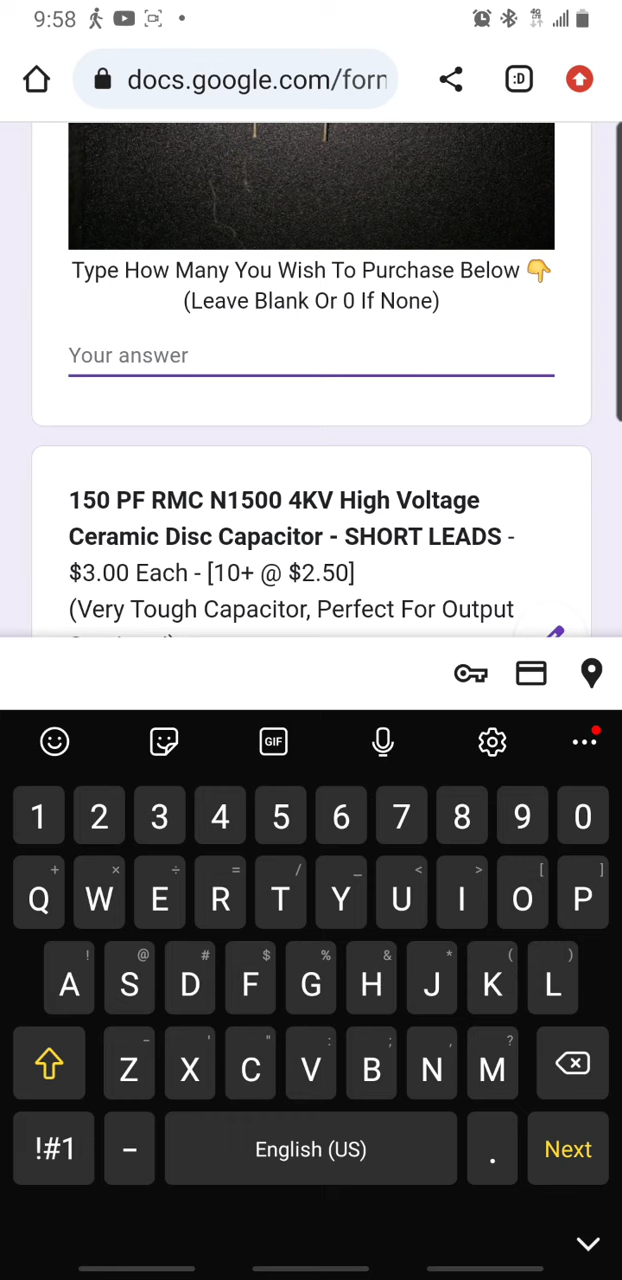 9:58
docs.google.com/forn
:D
Type How Many You Wish To Purchase Below 👇
(Leave Blank Or 0 If None)
Your answer
150 PF RMC N1500 4KV High Voltage
Ceramic Disc Capacitor - SHORT LEADS -
$3.00 Each - [10+ @ $2.50]
(Very Tough Capacitor, Perfect For Output
GIF
1 2 3 4 5 6 7 8 9 0
+ × ÷ = / _ < > [ ]
Q W E R T Y U I O P
! @ # $ % & * ( )
A S D F G H J K L
- ' " : ; , ?
Z X C V B N M
!#1 - English (US) . Next